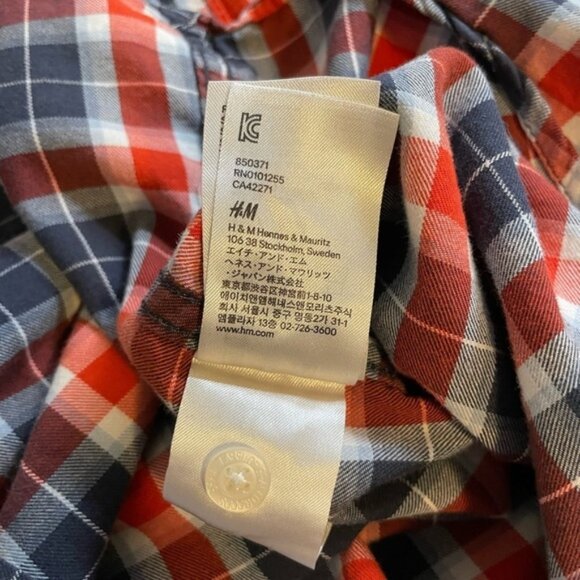 KC
850371
RN0101255
CA42271
H&M
H & M Hennes & Mauritz
106 38 Stockholm, Sweden
エイチ・アンド・エム
ヘネス・アンド・マウリッツ
・ジャパン株式会社
東京都渋谷区神宮前1-8-10
에이치앤엠헤네스앤모리츠주식
회사 서울시 중구 명동2가 31-1
엠플라자 13층 02-726-3600
www.hm.com